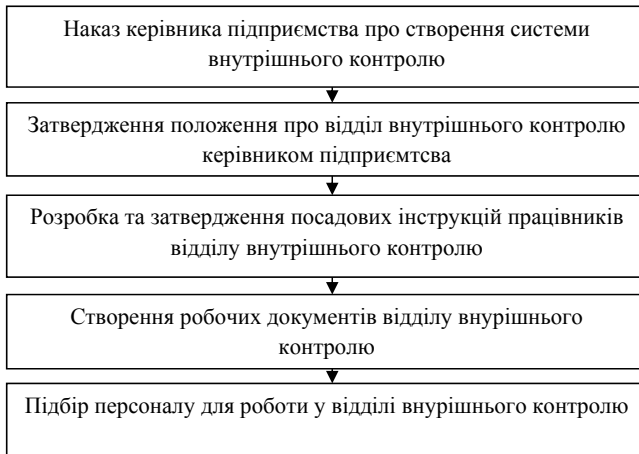 Наказ керівника підприємства про створення системи
внутрішнього контролю
Затвердження положення про відділ внутрішнього контролю
керівником підприємтсва
Розробка та затвердження посадових інструкцій працівників
відділу внутрішнього контролю
Створення робочих документів відділу внурішнього
контролю
Підбір персоналу для роботи у відділі внурішнього контролю